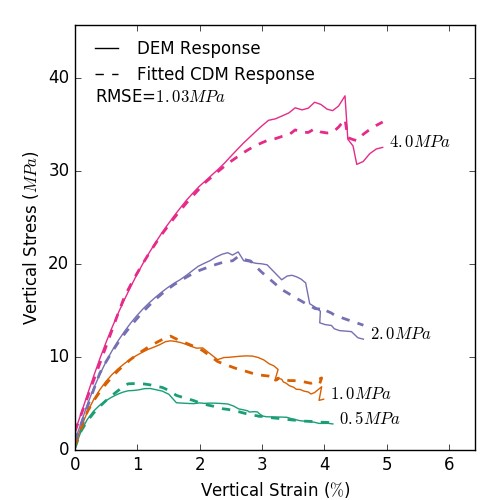 DEM Response
Fitted CDM Response
RMSE=1.03MPa
40
30
20
10
0
4.0MPa
2.0MPa
1.0MPa
0.5MPa
0 1 2 3 4 5 6
Vertical Strain (%)
Vertical Stress (MPa)